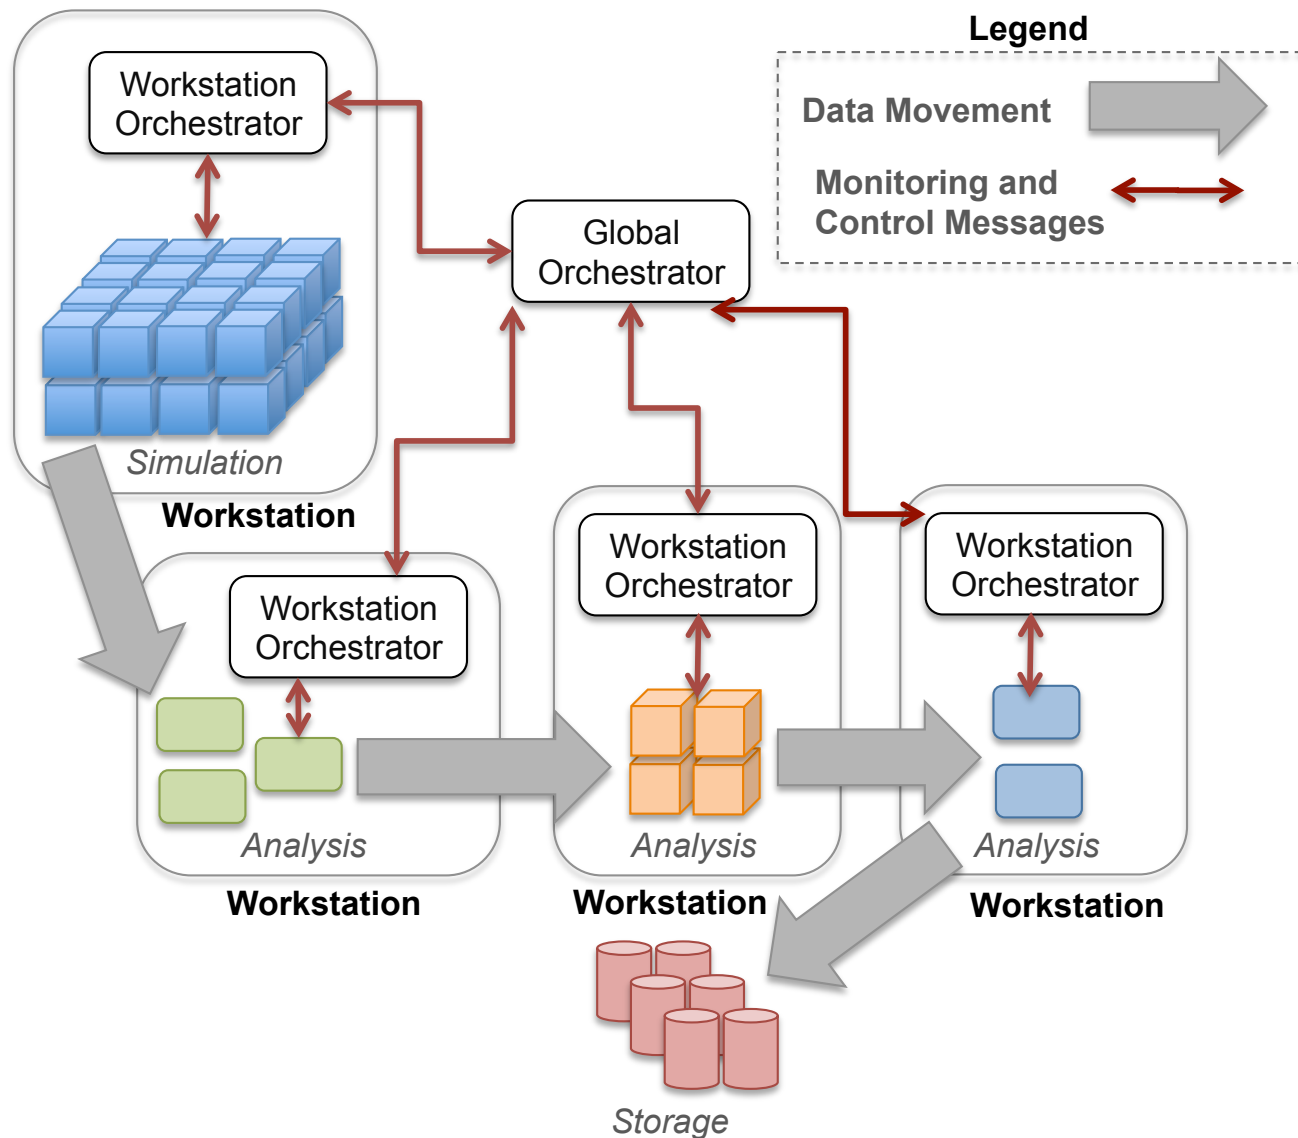 Legend
Workstation
Orchestrator
Data Movement
Monitoring and
Control Messages
Global
Orchestrator
Simulation
Workstation
Workstation
Orchestrator
Analysis
Workstation
Workstation
Orchestrator
Analysis
Workstation
Workstation
Orchestrator
Analysis
Workstation
Storage